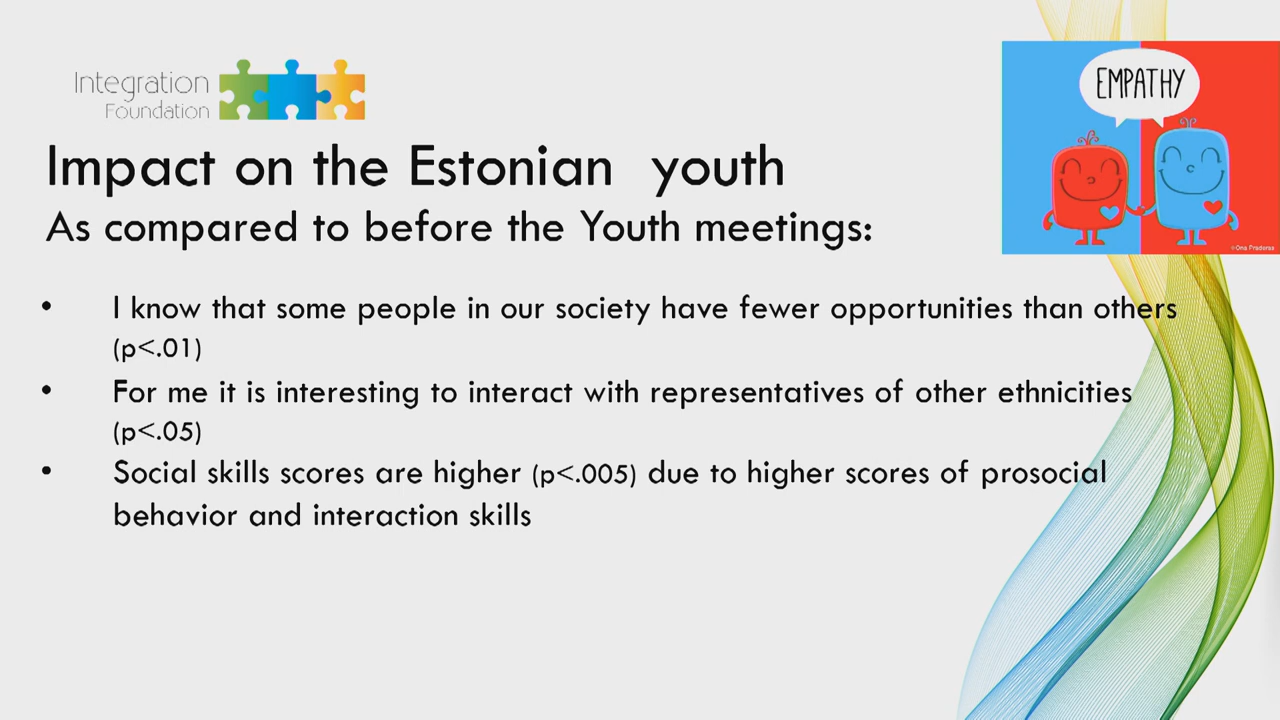 Integration
Foundation
EMPATHY
©Ona Praderas
Impact on the Estonian youth
As compared to before the Youth meetings:
• I know that some people in our society have fewer opportunities than others
(p<.01)
• For me it is interesting to interact with representatives of other ethnicities
(p<.05)
• Social skills scores are higher (p<.005) due to higher scores of prosocial
behavior and interaction skills